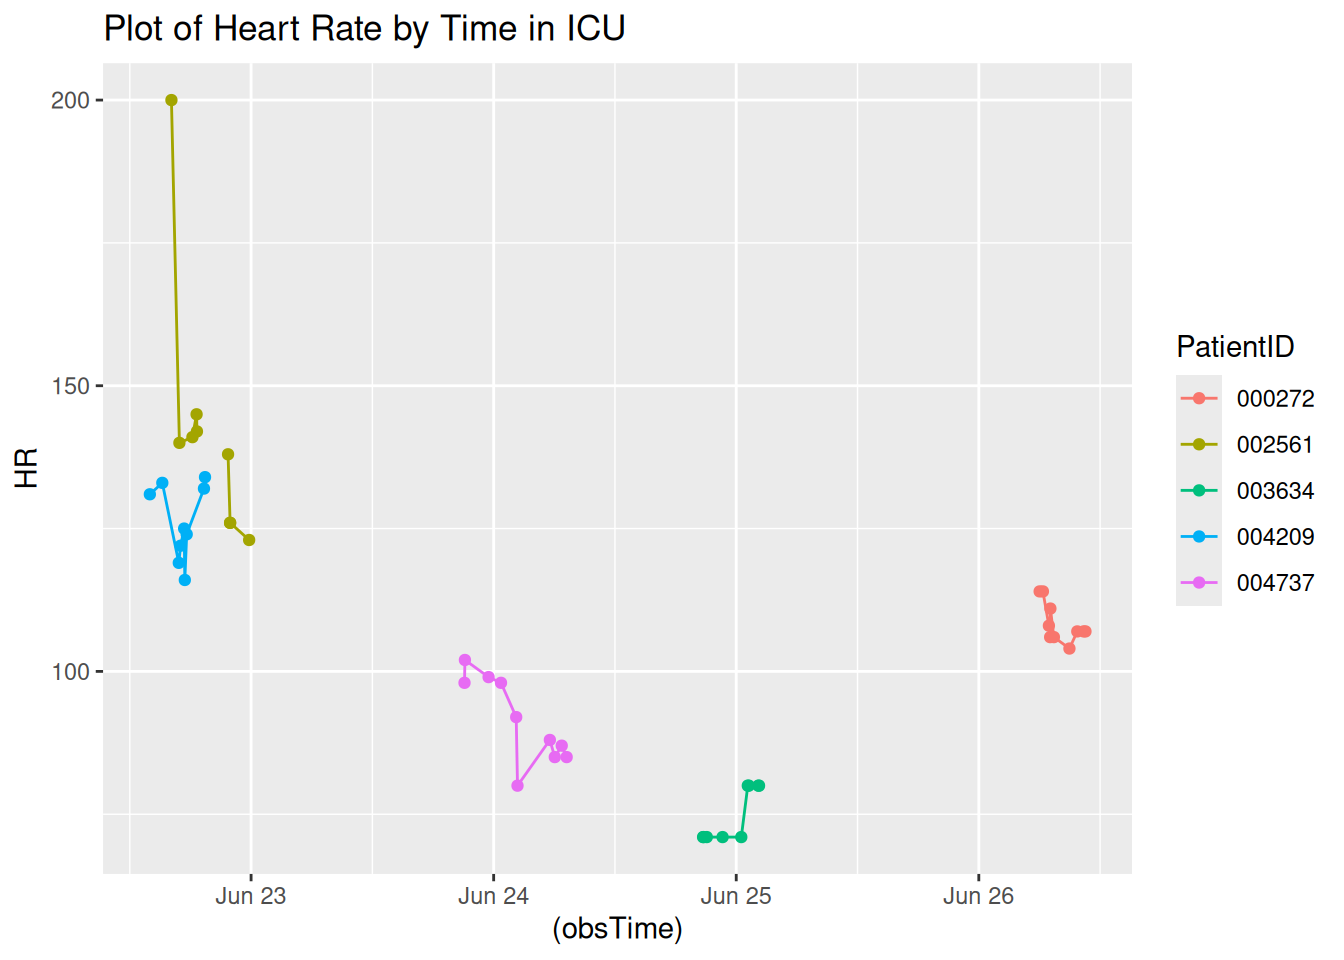 Plot of Heart Rate by Time in ICU
200
150
100
HR
Jun 23
Jun 24
Jun 25
Jun 26
(obsTime)
PatientID
000272
002561
003634
004209
004737